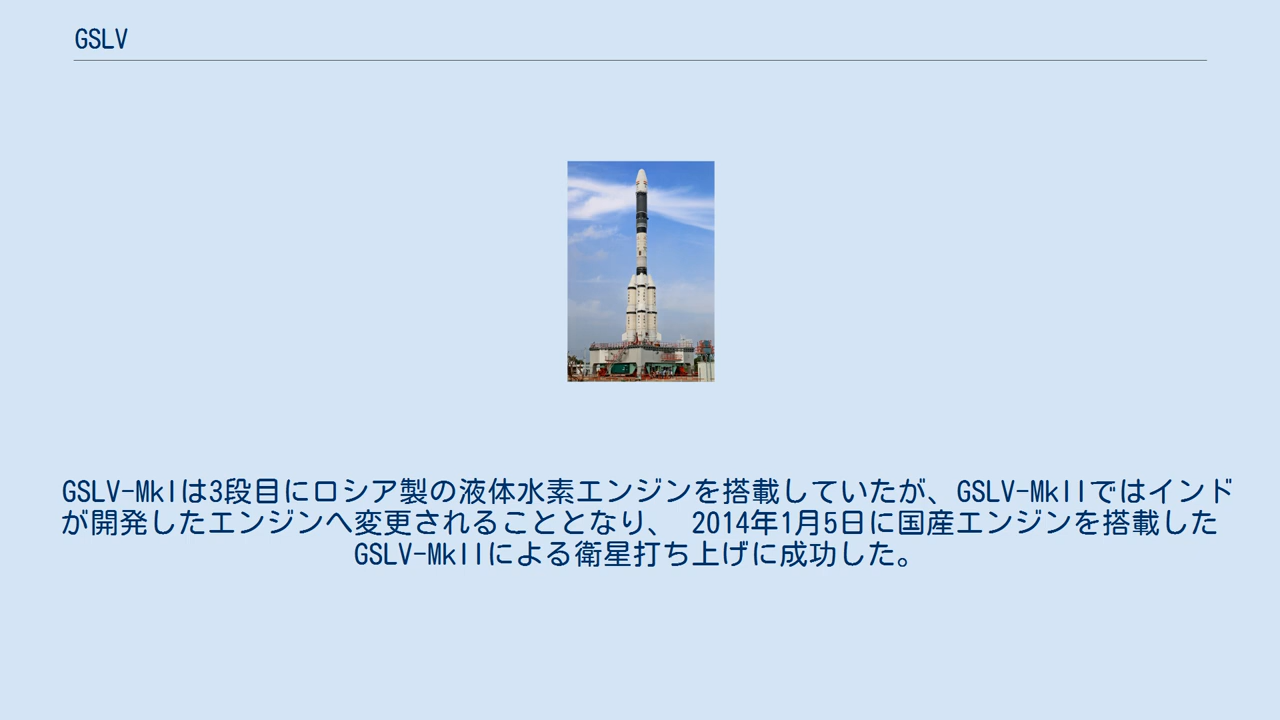 GSLV
GSLV-MkIは3段目にロシア製の液体水素エンジンを搭載していたが、GSLV-MkIIではインド
が開発したエンジンへ変更されることとなり、 2014年1月5日に国産エンジンを搭載した
GSLV-MkIIによる衛星打ち上げに成功した。